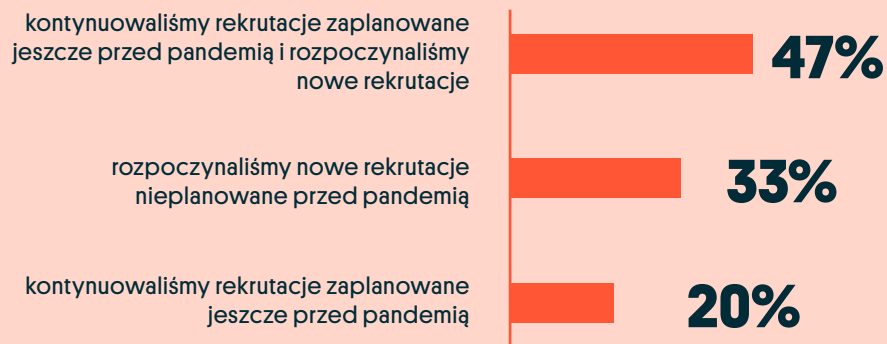 kontynuowaliśmy rekrutacje zaplanowane
jeszcze przed pandemią i rozpoczynaliśmy
nowe rekrutacje
47%
rozpoczynaliśmy nowe rekrutacje
nieplanowane przed pandemią
33%
kontynuowaliśmy rekrutacje zaplanowane
jeszcze przed pandemią
20%